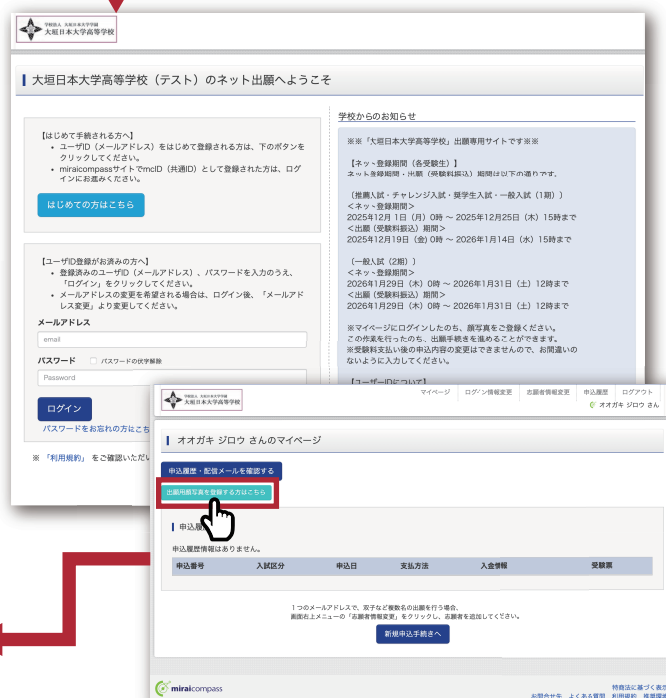 学校法人 大垣日本大学学園
大垣日本大学高等学校
大垣日本大学高等学校（テスト）のネット出願へようこそ
【はじめて手続される方へ】
• ユーザID（メールアドレス）をはじめて登録される方は、下のボタンを
クリックしてください。
• miraicompassサイトでmcID（共通ID）として登録された方は、ログ
インにお進みください。
はじめての方はこちら
【ユーザID登録がお済みの方へ】
• 登録済みのユーザID（メールアドレス）、パスワードを入力のうえ、
「ログイン」をクリックしてください。
• メールアドレスの変更を希望される場合は、ログイン後、「メールアド
レス変更」より変更してください。
メールアドレス
email
パスワード パスワードの伏字解除
Password
ログイン
パスワードをお忘れの方はこち
※ 「利用規約」 をご確認いただい
学校からのお知らせ
※※「大垣日本大学高等学校」出願専用サイトです※※
【ネット登録期間（各受験生）】
ネット登録期間・出願（受験料振込）期間は以下の通りです。
（推薦入試・チャレンジ入試・奨学生入試・一般入試（1期））
＜ネット登録期間＞
2025年12月 1日（月）0時 ～ 2025年12月25日（木）15時まで
＜出願（受験料振込）期間＞
2025年12月19日（金) 0時 ～ 2026年1月14日（水）15時まで
（一般入試（2期））
＜ネット登録期間＞
2026年1月29日（木）0時 ～ 2026年1月31日（土）12時まで
＜出願（受験料振込）期間＞
2026年1月29日（木）0時 ～ 2026年1月31日（土）12時まで
※マイページにログインしたのち、顔写真をご登録ください。
この作業を行ったのち、出願手続きを進めることができます。
※受験料支払い後の申込内容の変更はできませんので、お間違いの
ないように入力してください。
【ユーザーIDについて】
学校法人 大垣日本大学学園
大垣日本大学高等学校
マイページ ログイン情報変更 志願者情報変更 申込履歴 ログアウト
オオガキ ジロウ さん
オオガキ ジロウ さんのマイページ
申込履歴・配信メールを確認する
出願用顔写真を登録する方はこちら
申込履
申込履歴情報はありません。
申込番号 入試区分 申込日 支払方法 入金情報 受験票
1つのメールアドレスで、双子など複数名の出願を行う場合、
画面右上メニューの「志願者情報変更」をクリックし、志願者を追加してください。
新規申込手続きへ
miraicompass
特商法に基づく表示
お問合せ先 よくある質問 利用規約 推奨環境